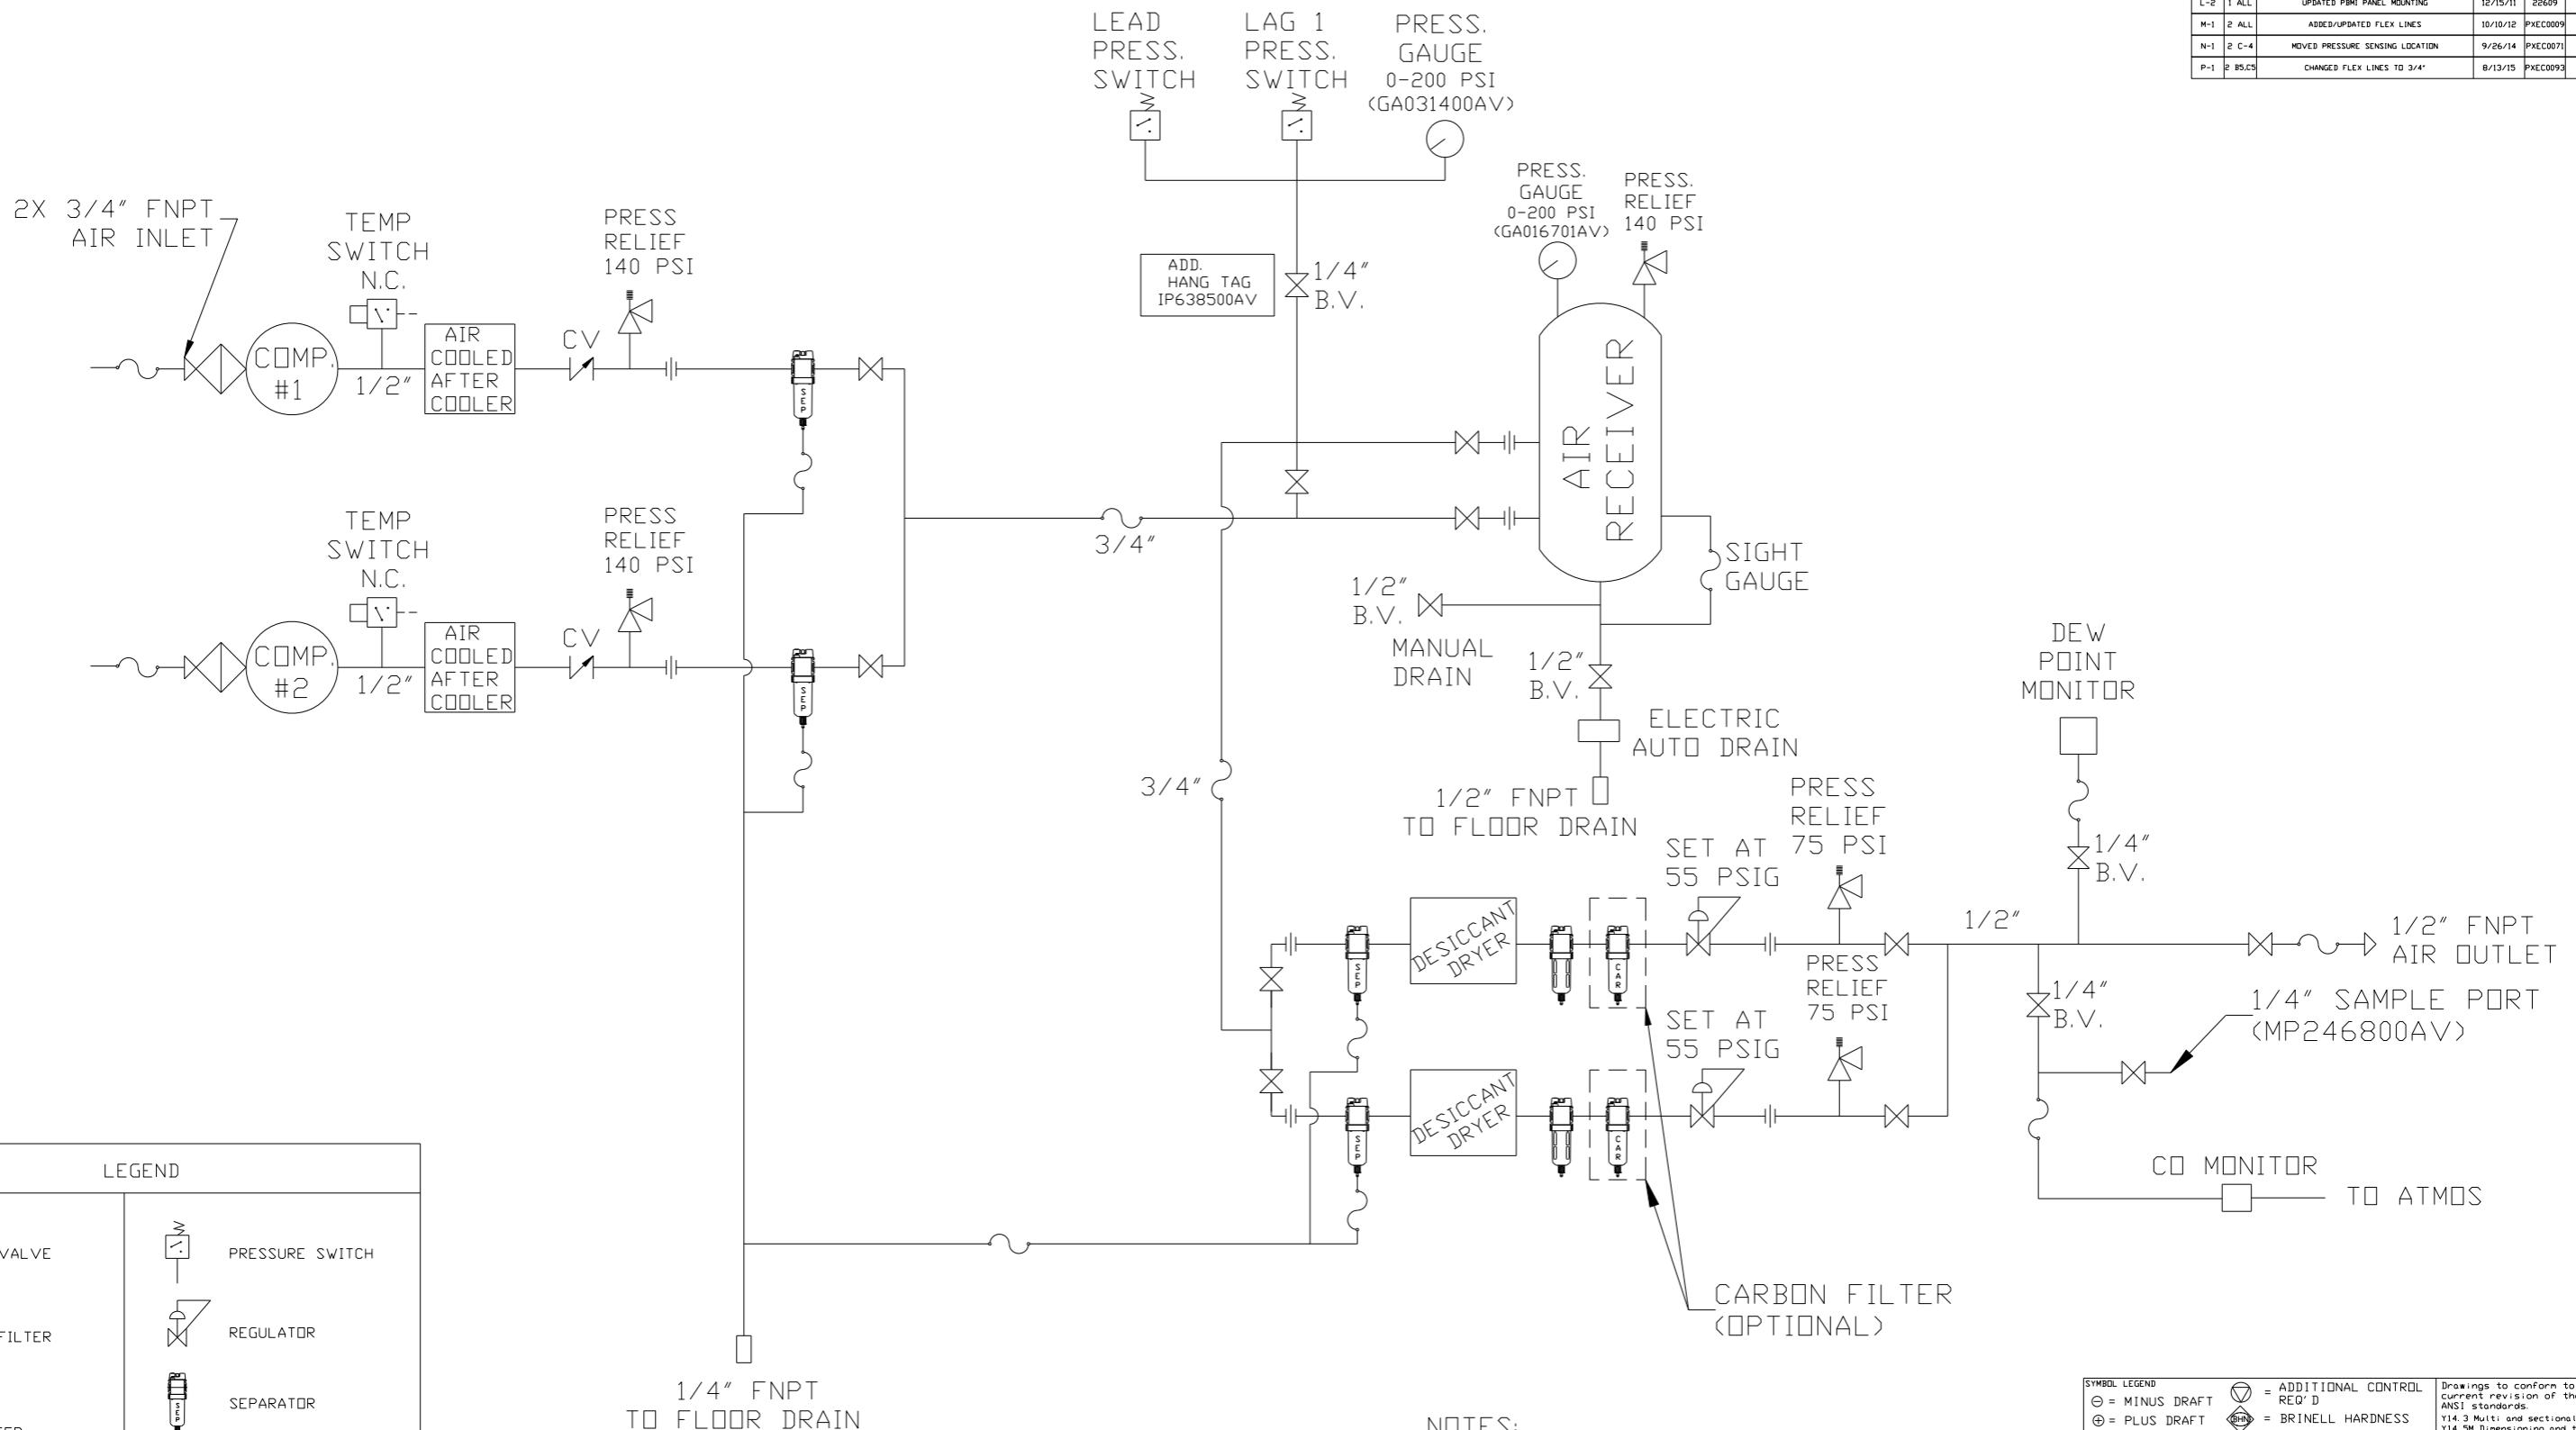 L-2 1 ALL UPDATED PBMI PANEL MOUNTING 12/15/11 22609
M-1 2 ALL ADDED/UPDATED FLEX LINES 10/10/12 PXEC0009
N-1 2 C-4 MOVED PRESSURE SENSING LOCATION 9/26/14 PXEC0071
P-1 2 B5,C5 CHANGED FLEX LINES TO 3/4" 8/13/15 PXEC0093
LEAD
PRESS.
SWITCH
LAG 1
PRESS.
SWITCH
PRESS.
GAUGE
0-200 PSI
(GA031400AV)
PRESS.
GAUGE
0-200 PSI
(GA016701AV)
PRESS.
RELIEF
140 PSI
2X 3/4" FNPT
AIR INLET
TEMP
SWITCH
N.C.
PRESS
RELIEF
140 PSI
ADD.
HANG TAG
IP638500AV
1/4"
B.V.
COMP.
#1
1/2"
AIR
COOLED
AFTER
COOLER
CV
SEP
AIR
RECEIVER
TEMP
SWITCH
N.C.
PRESS
RELIEF
140 PSI
3/4"
COMP.
#2
1/2"
AIR
COOLED
AFTER
COOLER
CV
SEP
SIGHT
GAUGE
1/2"
B.V.
MANUAL
DRAIN
1/2"
B.V.
ELECTRIC
AUTO DRAIN
1/2" FNPT
TO FLOOR DRAIN
3/4"
DEW
POINT
MONITOR
1/4"
B.V.
SET AT
55 PSIG
PRESS
RELIEF
75 PSI
SEP
DESICCANT
DRYER
CAR
1/2"
1/2" FNPT
AIR OUTLET
PRESS
RELIEF
75 PSI
SET AT
55 PSIG
1/4"
B.V.
1/4" SAMPLE PORT
(MP246800AV)
SEP
DESICCANT
DRYER
CAR
CO MONITOR
TO ATMOS
CARBON FILTER
(OPTIONAL)
1/4" FNPT
TO FLOOR DRAIN
LEGEND
VALVE
PRESSURE SWITCH
FILTER
REGULATOR
SEP
SEPARATOR
NOTES:
SYMBOL LEGEND
= MINUS DRAFT
= PLUS DRAFT
= ADDITIONAL CONTROL
REQ'D
BHN = BRINELL HARDNESS
Drawings to conform to
current revision of the
ANSI standards.
Y14.3 Multi and sectional